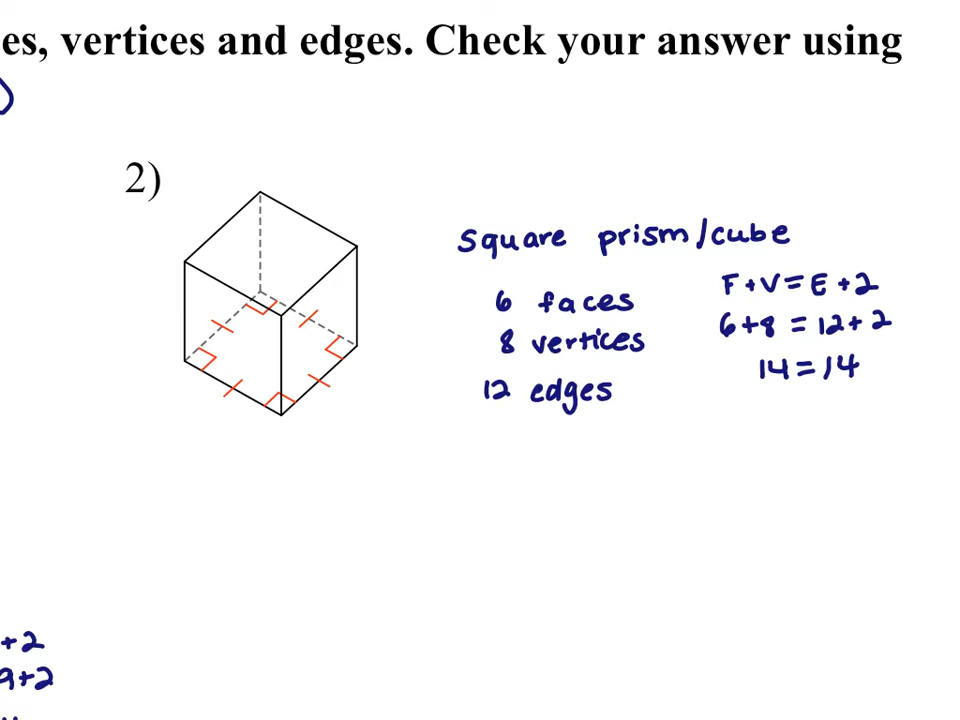 es, vertices and edges. Check your answer using
2)
square prism/cube
6 faces
8 vertices
12 edges
F+V=E+2
6+8=12+2
14=14
+2
9+2